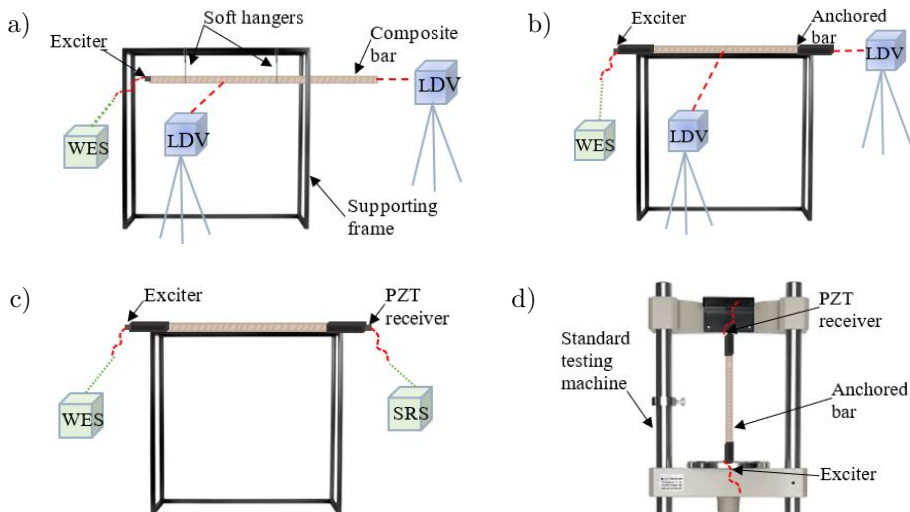 a)
Soft hangers
Exciter
Composite
bar
LDV
WES
LDV
Supporting
frame
b)
Exciter
Anchored
bar
LDV
WES
LDV
c)
Exciter
PZT
receiver
WES
SRS
d)
PZT
receiver
Standard
testing
machine
Anchored
bar
Exciter